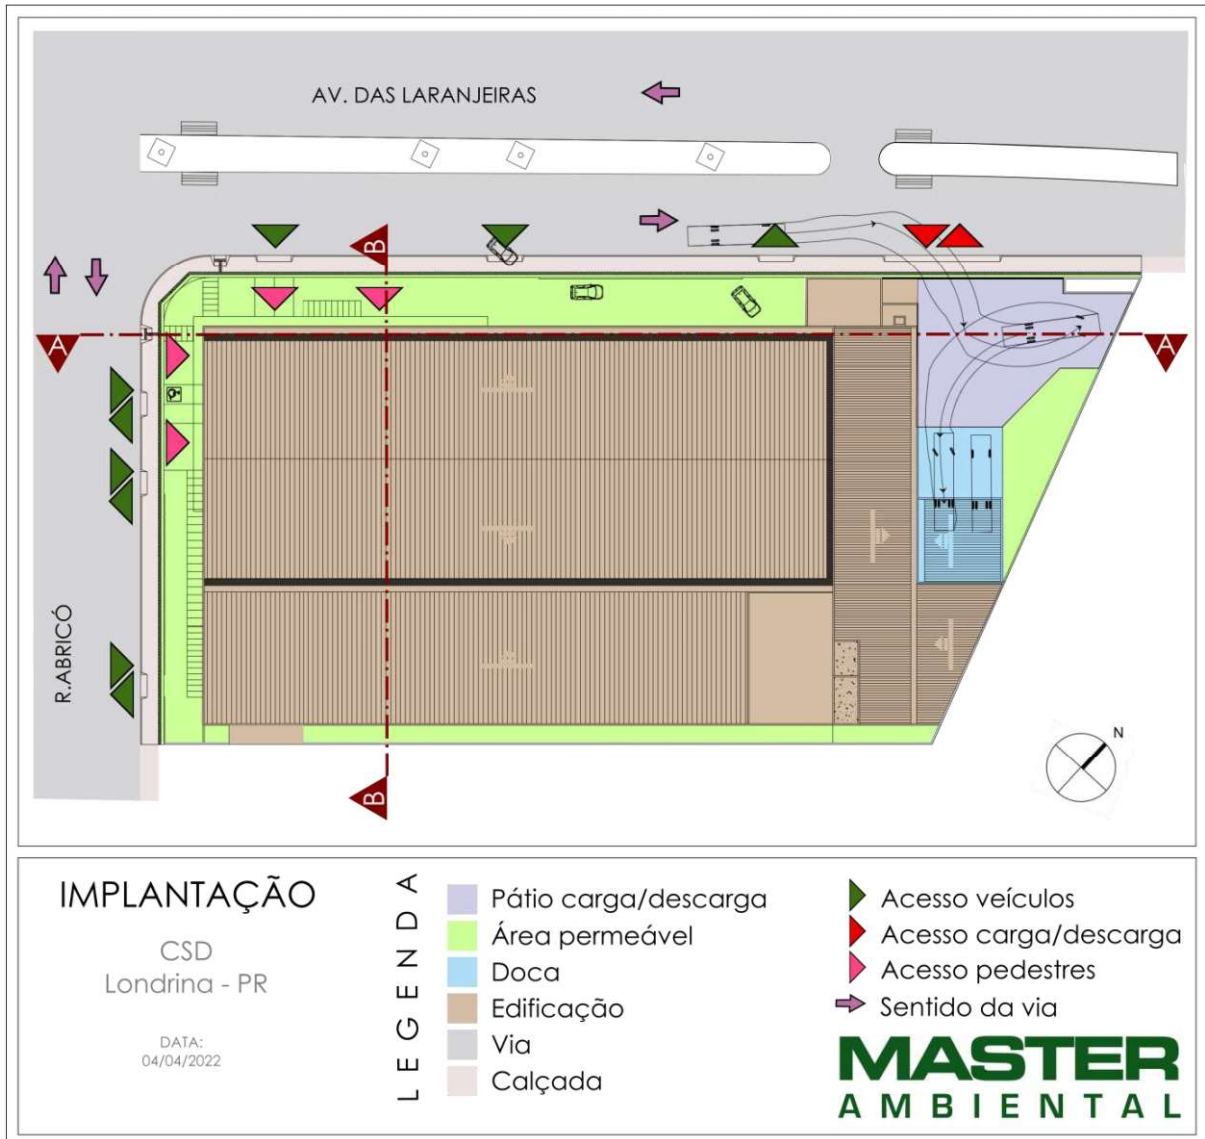 AV. DAS LARANJEIRAS
B
A
A
R.ABRICÓ
N
B
IMPLANTAÇÃO
CSD
Londrina - PR
DATA:
04/04/2022
LEGENDA
Pátio carga/descarga
Área permeável
Doca
Edificação
Via
Calçada
Acesso veículos
Acesso carga/descarga
Acesso pedestres
Sentido da via
MASTER
AMBIENTAL